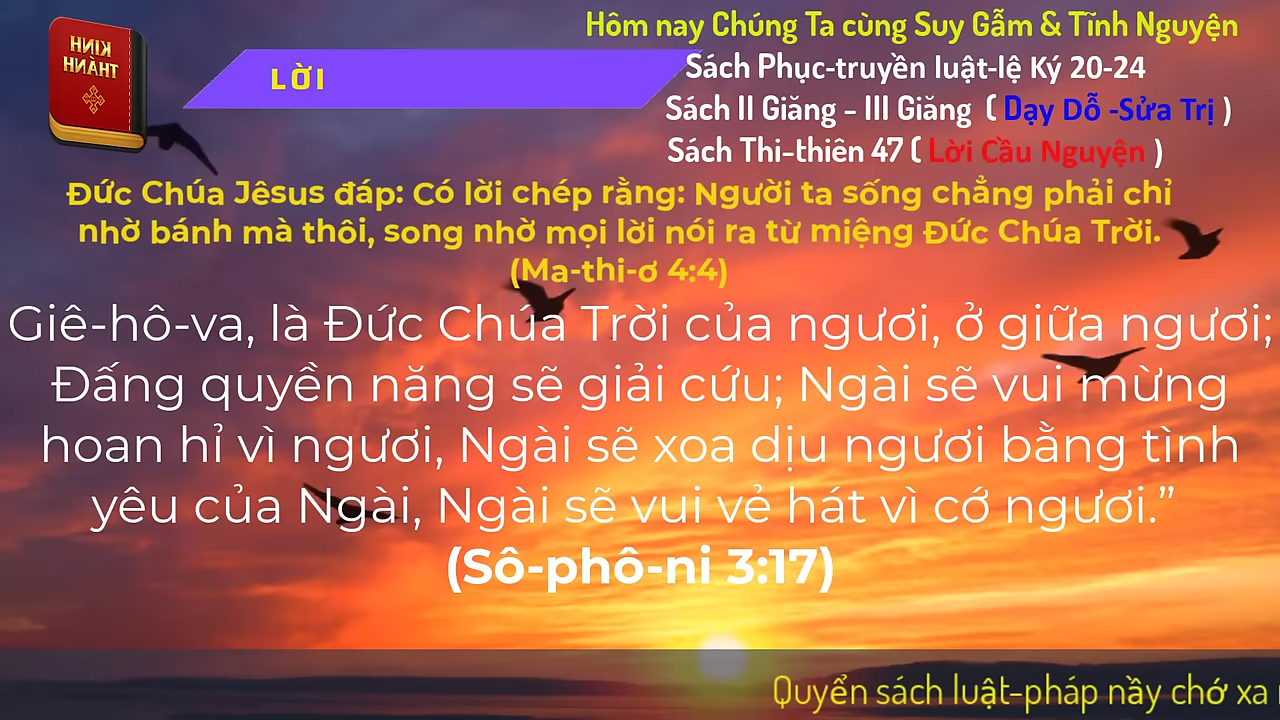 KINH
THÁNH
LỜI
Hôm nay Chúng Ta cùng Suy Gẫm & Tĩnh Nguyện
Sách Phục-truyền luật-lệ Ký 20-24
Sách II Giăng - III Giăng ( Dạy Dỗ -Sửa Trị )
Sách Thi-thiên 47 ( Lời Cầu Nguyện )
Đức Chúa Jêsus đáp: Có lời chép rằng: Người ta sống chẳng phải chỉ
nhờ bánh mà thôi, song nhờ mọi lời nói ra từ miệng Đức Chúa Trời.
(Ma-thi-ơ 4:4)
Giê-hô-va, là Đức Chúa Trời của ngươi, ở giữa ngươi;
Đấng quyền năng sẽ giải cứu; Ngài sẽ vui mừng
hoan hỉ vì ngươi, Ngài sẽ xoa dịu ngươi bằng tình
yêu của Ngài, Ngài sẽ vui vẻ hát vì cớ ngươi.”
(Sô-phô-ni 3:17)
Quyển sách luật-pháp nầy chớ xa